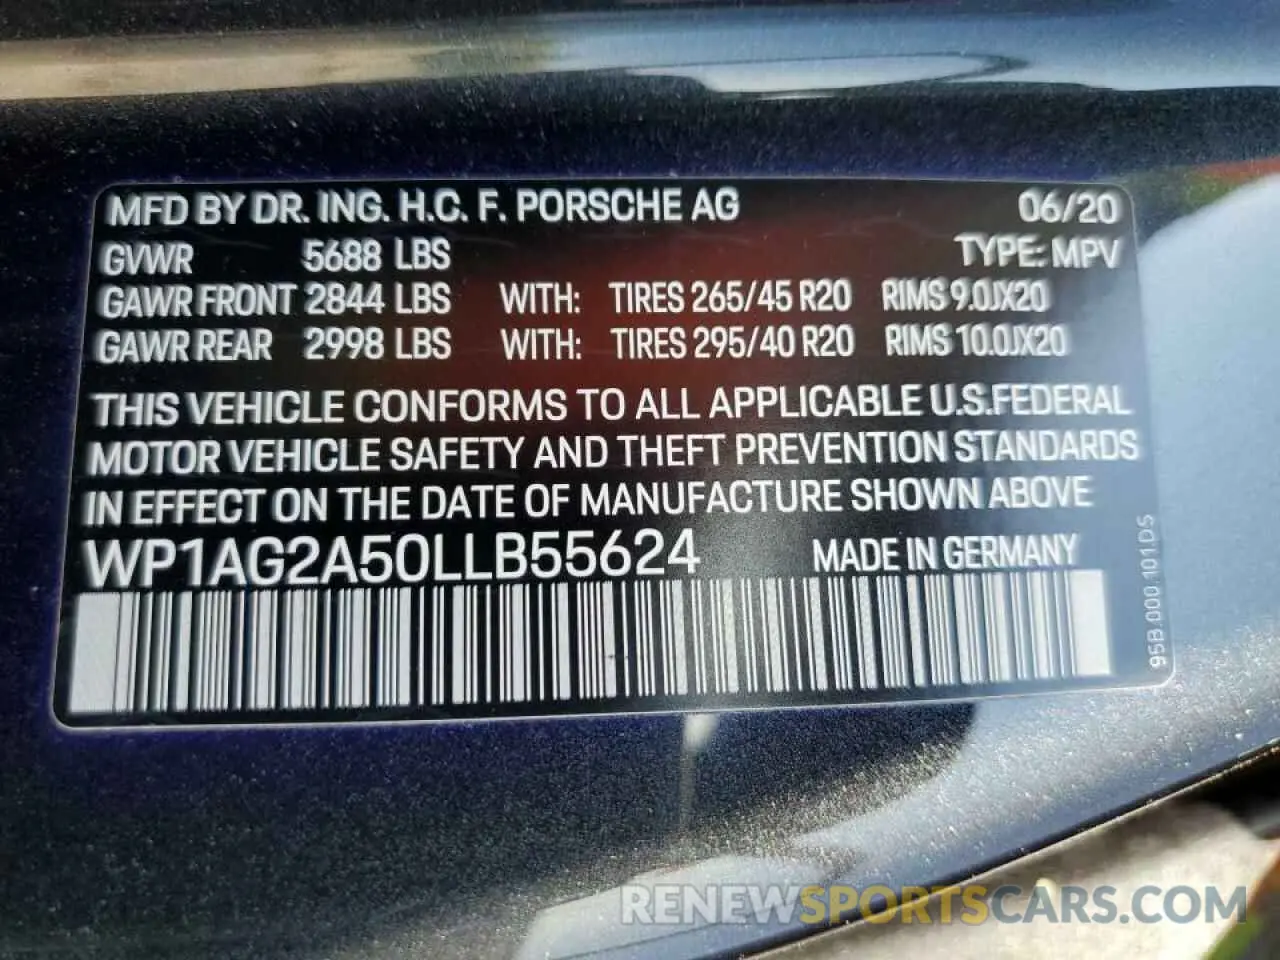 MFD BY DR. ING. H.C. F. PORSCHE AG 06/20
GVWR 5688 LBS TYPE: MPV
GAWR FRONT 2844 LBS WITH: TIRES 265/45 R20 RIMS 9.0JX20
GAWR REAR 2998 LBS WITH: TIRES 295/40 R20 RIMS 10.0JX20
THIS VEHICLE CONFORMS TO ALL APPLICABLE U.S.FEDERAL
MOTOR VEHICLE SAFETY AND THEFT PREVENTION STANDARDS
IN EFFECT ON THE DATE OF MANUFACTURE SHOWN ABOVE
WP1AG2A50LLB55624 MADE IN GERMANY
95B.000.101DS
RENEWSPORTSCARS.COM